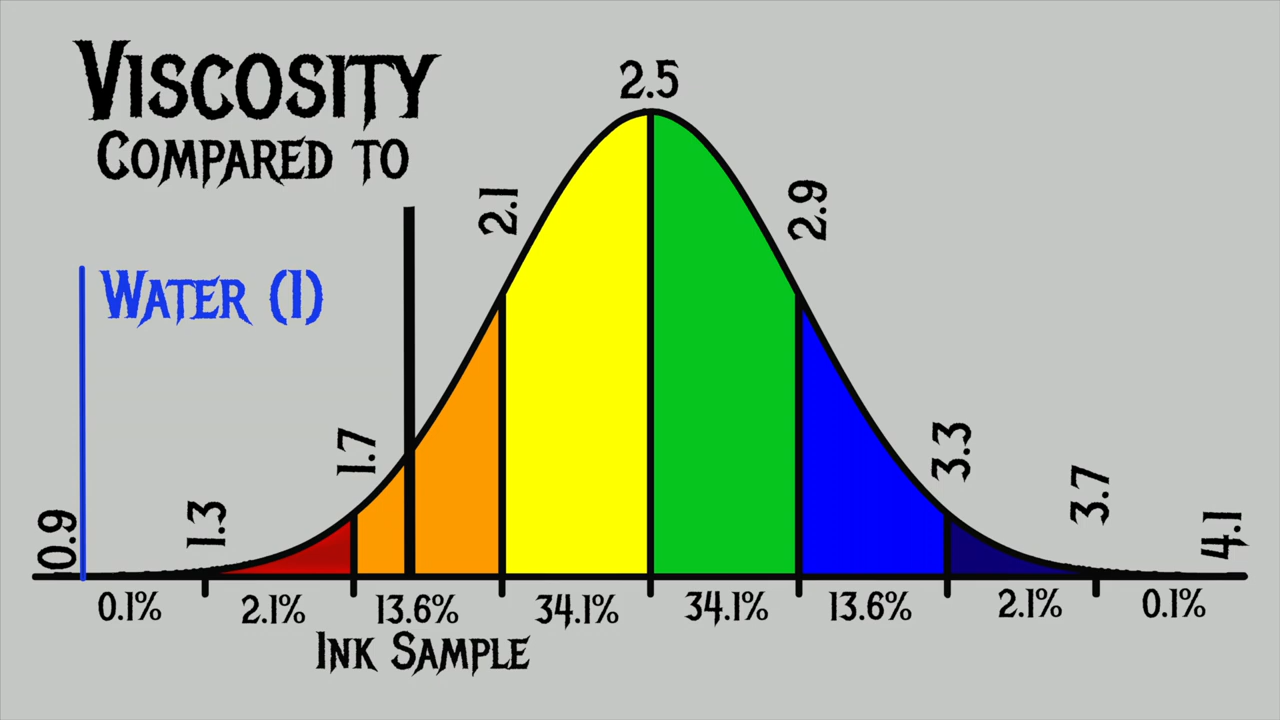 Viscosity
Compared to
Water (1)
0.9
1.3
1.7
2.1
2.5
2.9
3.3
3.7
4.1
0.1% 2.1% 13.6% 34.1% 34.1% 13.6% 2.1% 0.1%
Ink Sample